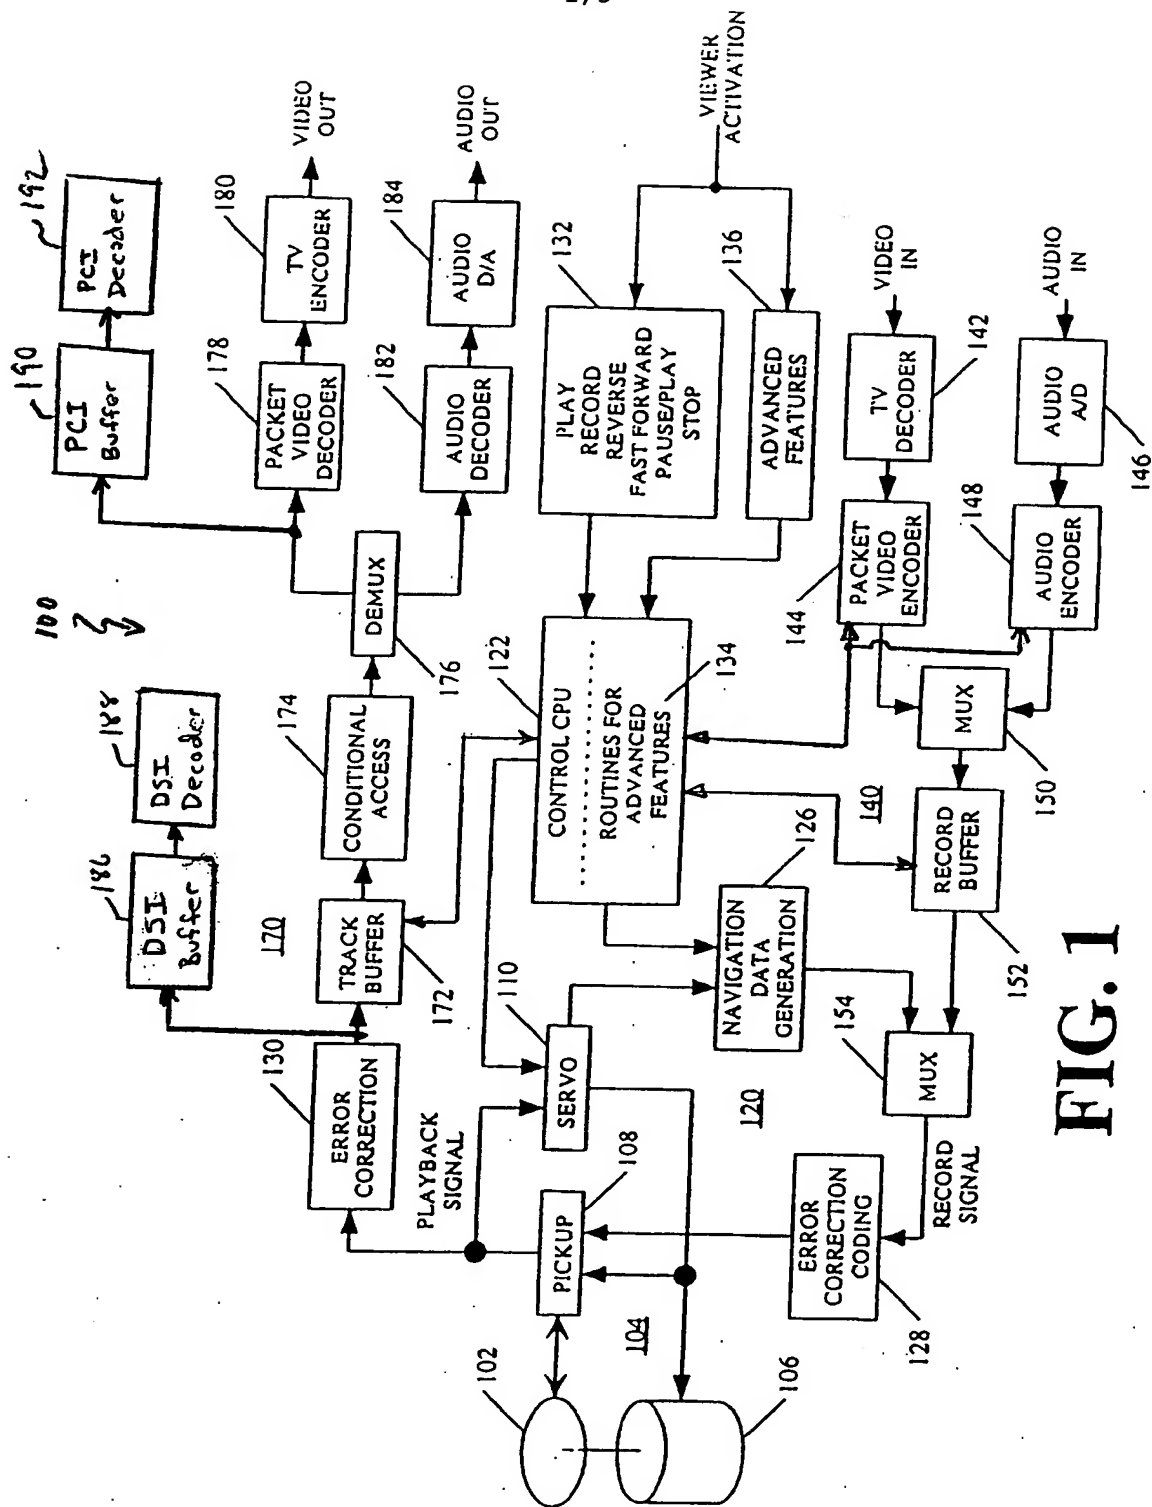 100
192
PCI
Decoder
190
PCI
Buffer
188
DSI
Decoder
186
DSI
Buffer
VIDEO
OUT
180
TV
ENCODER
178
PACKET
VIDEO
DECODER
AUDIO
OUT
184
AUDIO
D/A
182
AUDIO
DECODER
DEMUX
176
174
CONDITIONAL
ACCESS
170
TRACK
BUFFER
172
130
ERROR
CORRECTION
PLAYBACK
SIGNAL
VIEWER
ACTIVATION
132
PLAY
RECORD
REVERSE
FAST FORWARD
PAUSE/PLAY
STOP
136
ADVANCED
FEATURES
122
CONTROL CPU
ROUTINES FOR
ADVANCED
FEATURES
134
110
SERVO
108
PICKUP
102
104
106
126
NAVIGATION
DATA
GENERATION
120
140
VIDEO
IN
TV
DECODER
142
144
PACKET
VIDEO
ENCODER
AUDIO
IN
AUDIO
A/D
146
148
AUDIO
ENCODER
MUX
150
RECORD
BUFFER
152
154
MUX
RECORD
SIGNAL
ERROR
CORRECTION
CODING
128
FIG. 1